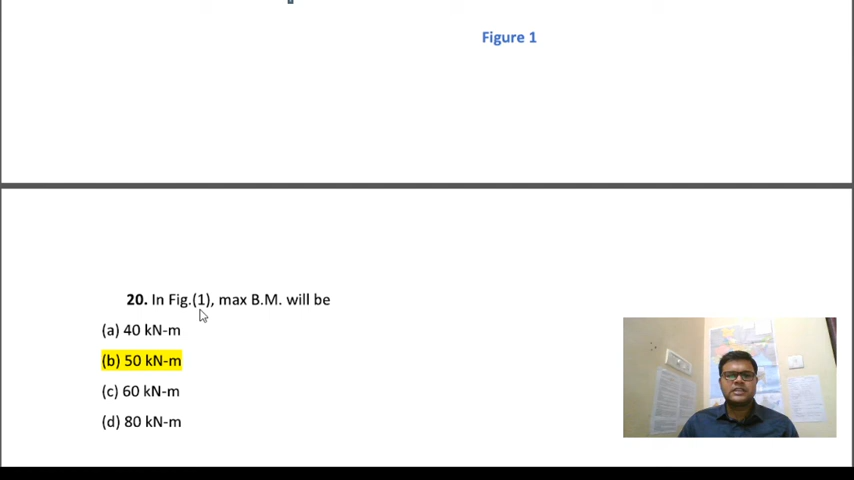 Figure 1
20. In Fig.(1), max B.M. will be
(a) 40 kN-m
(b) 50 kN-m
(c) 60 kN-m
(d) 80 kN-m